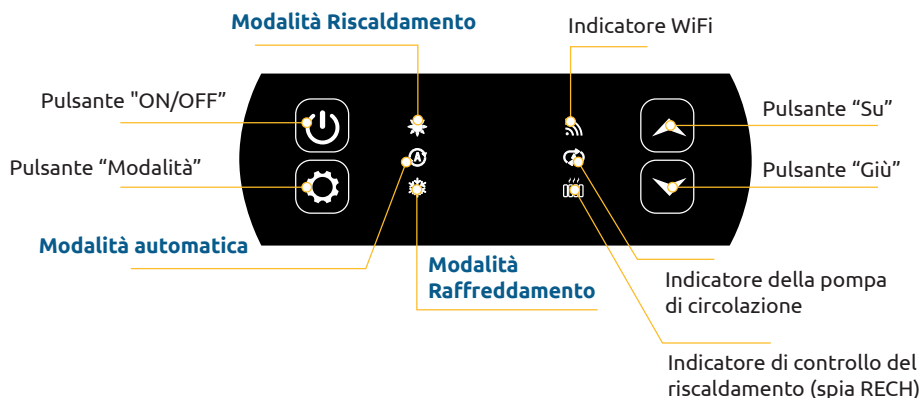 Modalità Riscaldamento
Indicatore WiFi
Pulsante "ON/OFF”
Pulsante “Su”
Pulsante “Modalità”
Pulsante “Giù”
A
Modalità automatica
Modalità
Raffreddamento
Indicatore della pompa
di circolazione
Indicatore di controllo del
riscaldamento (spia RECH)